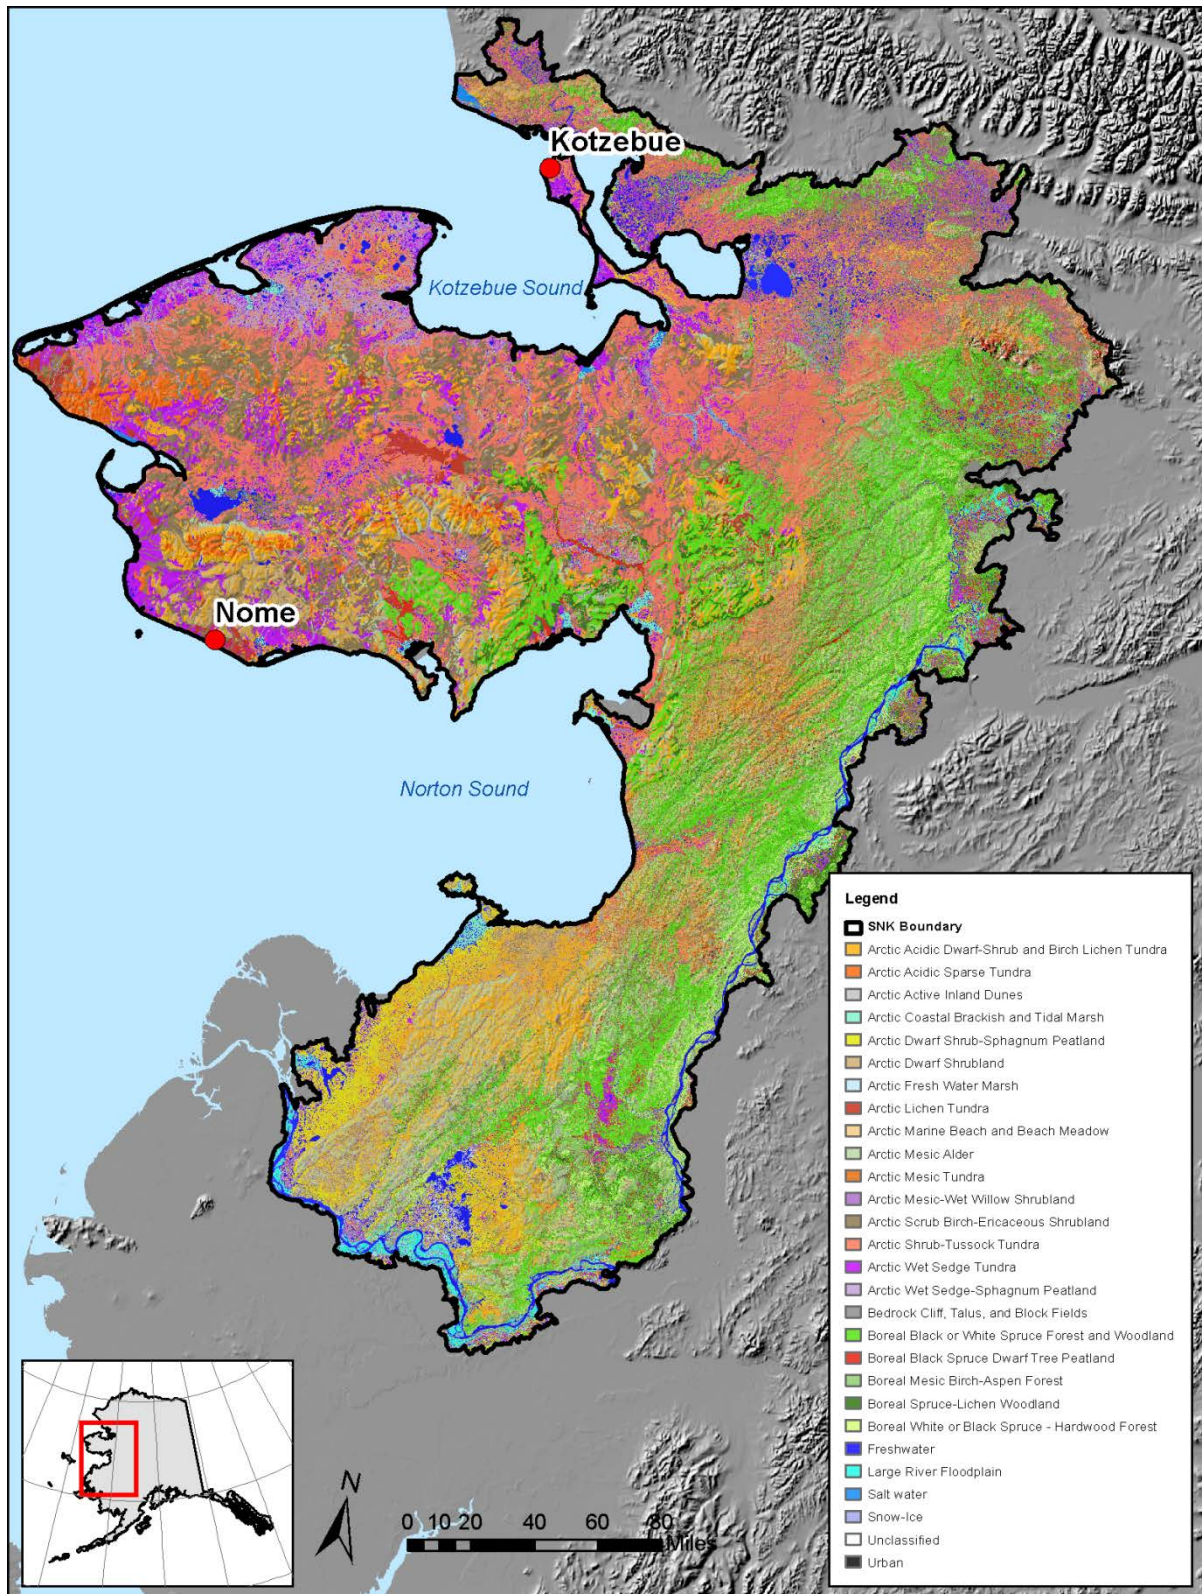 Kotzebue
Kotzebue Sound
Nome
Norton Sound
Legend
SNK Boundary
Arctic Acidic Dwarf-Shrub and Birch Lichen Tundra
Arctic Acidic Sparse Tundra
Arctic Active Inland Dunes
Arctic Coastal Brackish and Tidal Marsh
Arctic Dwarf Shrub-Sphagnum Peatland
Arctic Dwarf Shrubland
Arctic Fresh Water Marsh
Arctic Lichen Tundra
Arctic Marine Beach and Beach Meadow
Arctic Mesic Alder
Arctic Mesic Tundra
Arctic Mesic-Wet Willow Shrubland
Arctic Scrub Birch-Ericaceous Shrubland
Arctic Shrub-Tussock Tundra
Arctic Wet Sedge Tundra
Arctic Wet Sedge-Sphagnum Peatland
Bedrock Cliff, Talus, and Block Fields
Boreal Black or White Spruce Forest and Woodland
Boreal Black Spruce Dwarf Tree Peatland
Boreal Mesic Birch-Aspen Forest
Boreal Spruce-Lichen Woodland
Boreal White or Black Spruce - Hardwood Forest
Freshwater
Large River Floodplain
Salt water
Snow-Ice
Unclassified
Urban
N
0 10 20 40 60 80
Miles